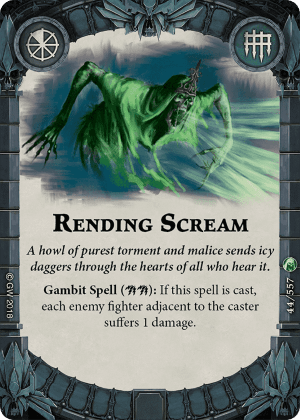 RENDING SCREAM
A howl of purest torment and malice sends icy
daggers through the hearts of all who hear it.
Gambit Spell (): If this spell is cast,
each enemy fighter adjacent to the caster
suffers 1 damage.
© GW 2018
44/557